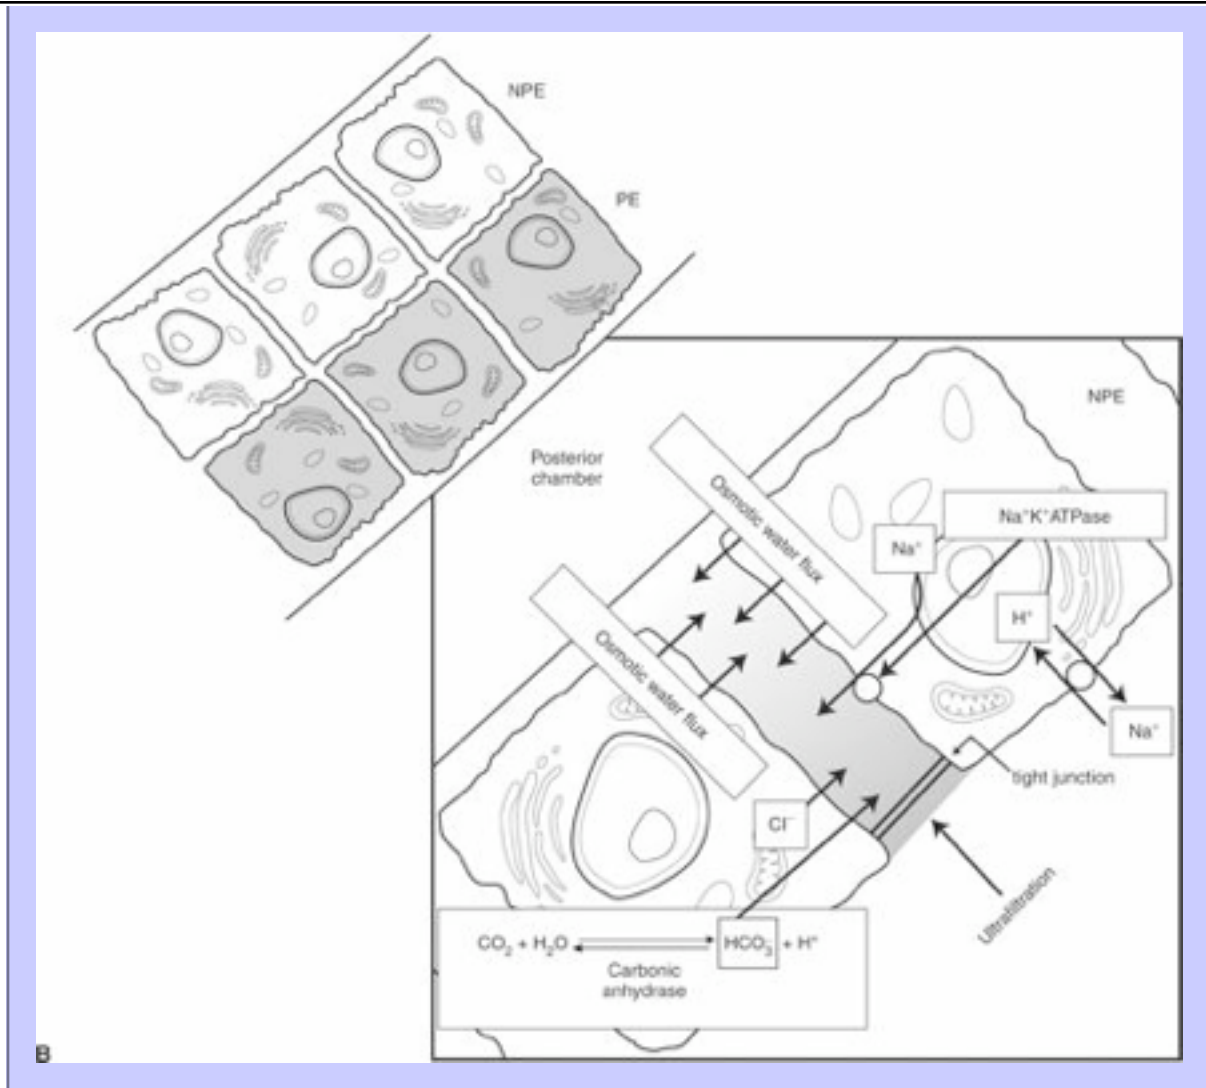 NPE
PE
Posterior
chamber
NPE
Osmotic water flux
Na⁺K⁺ATPase
Na⁺
H⁺
Osmotic water flux
Na⁺
tight junction
Cl⁻
Ultrafiltration
CO₂ + H₂O HCO₃⁻ + H⁺
Carbonic
anhydrase
B